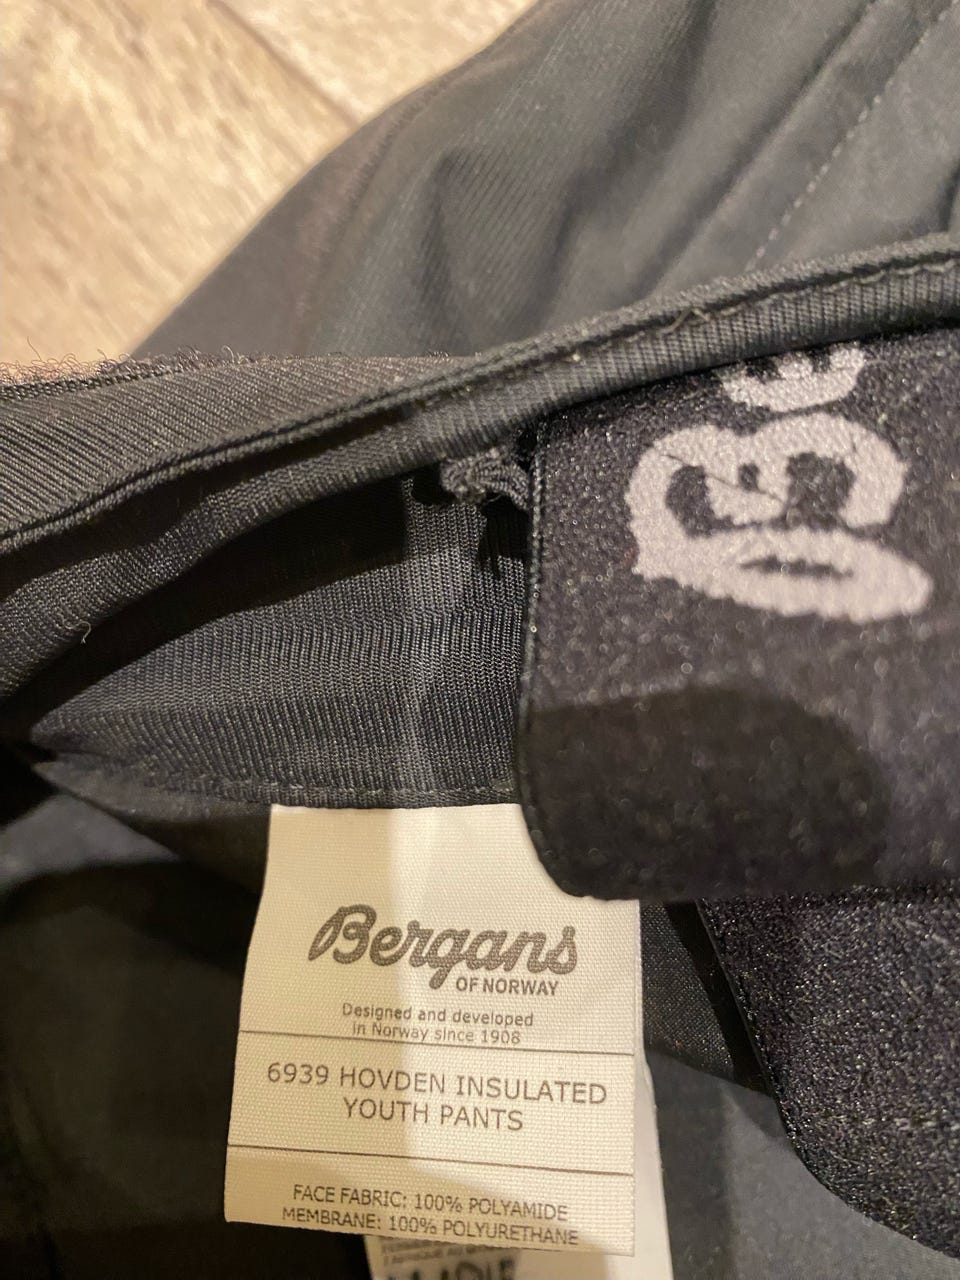 Be
Bergans
OF NORWAY
Designed and developed
in Norway since 1908
6939 HOVDEN INSULATED
YOUTH PANTS
FACE FABRIC: 100% POLYAMIDE
MEMBRANE: 100% POLYURETHANE